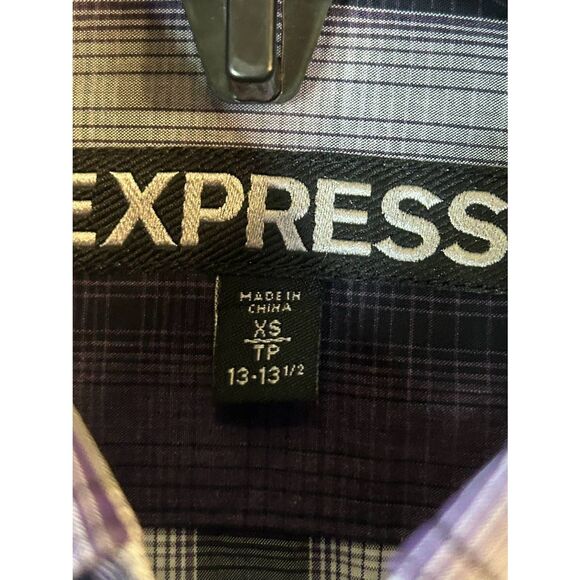 EXPRESS
MADE IN
CHINA
XS
TP
13-13 1/2